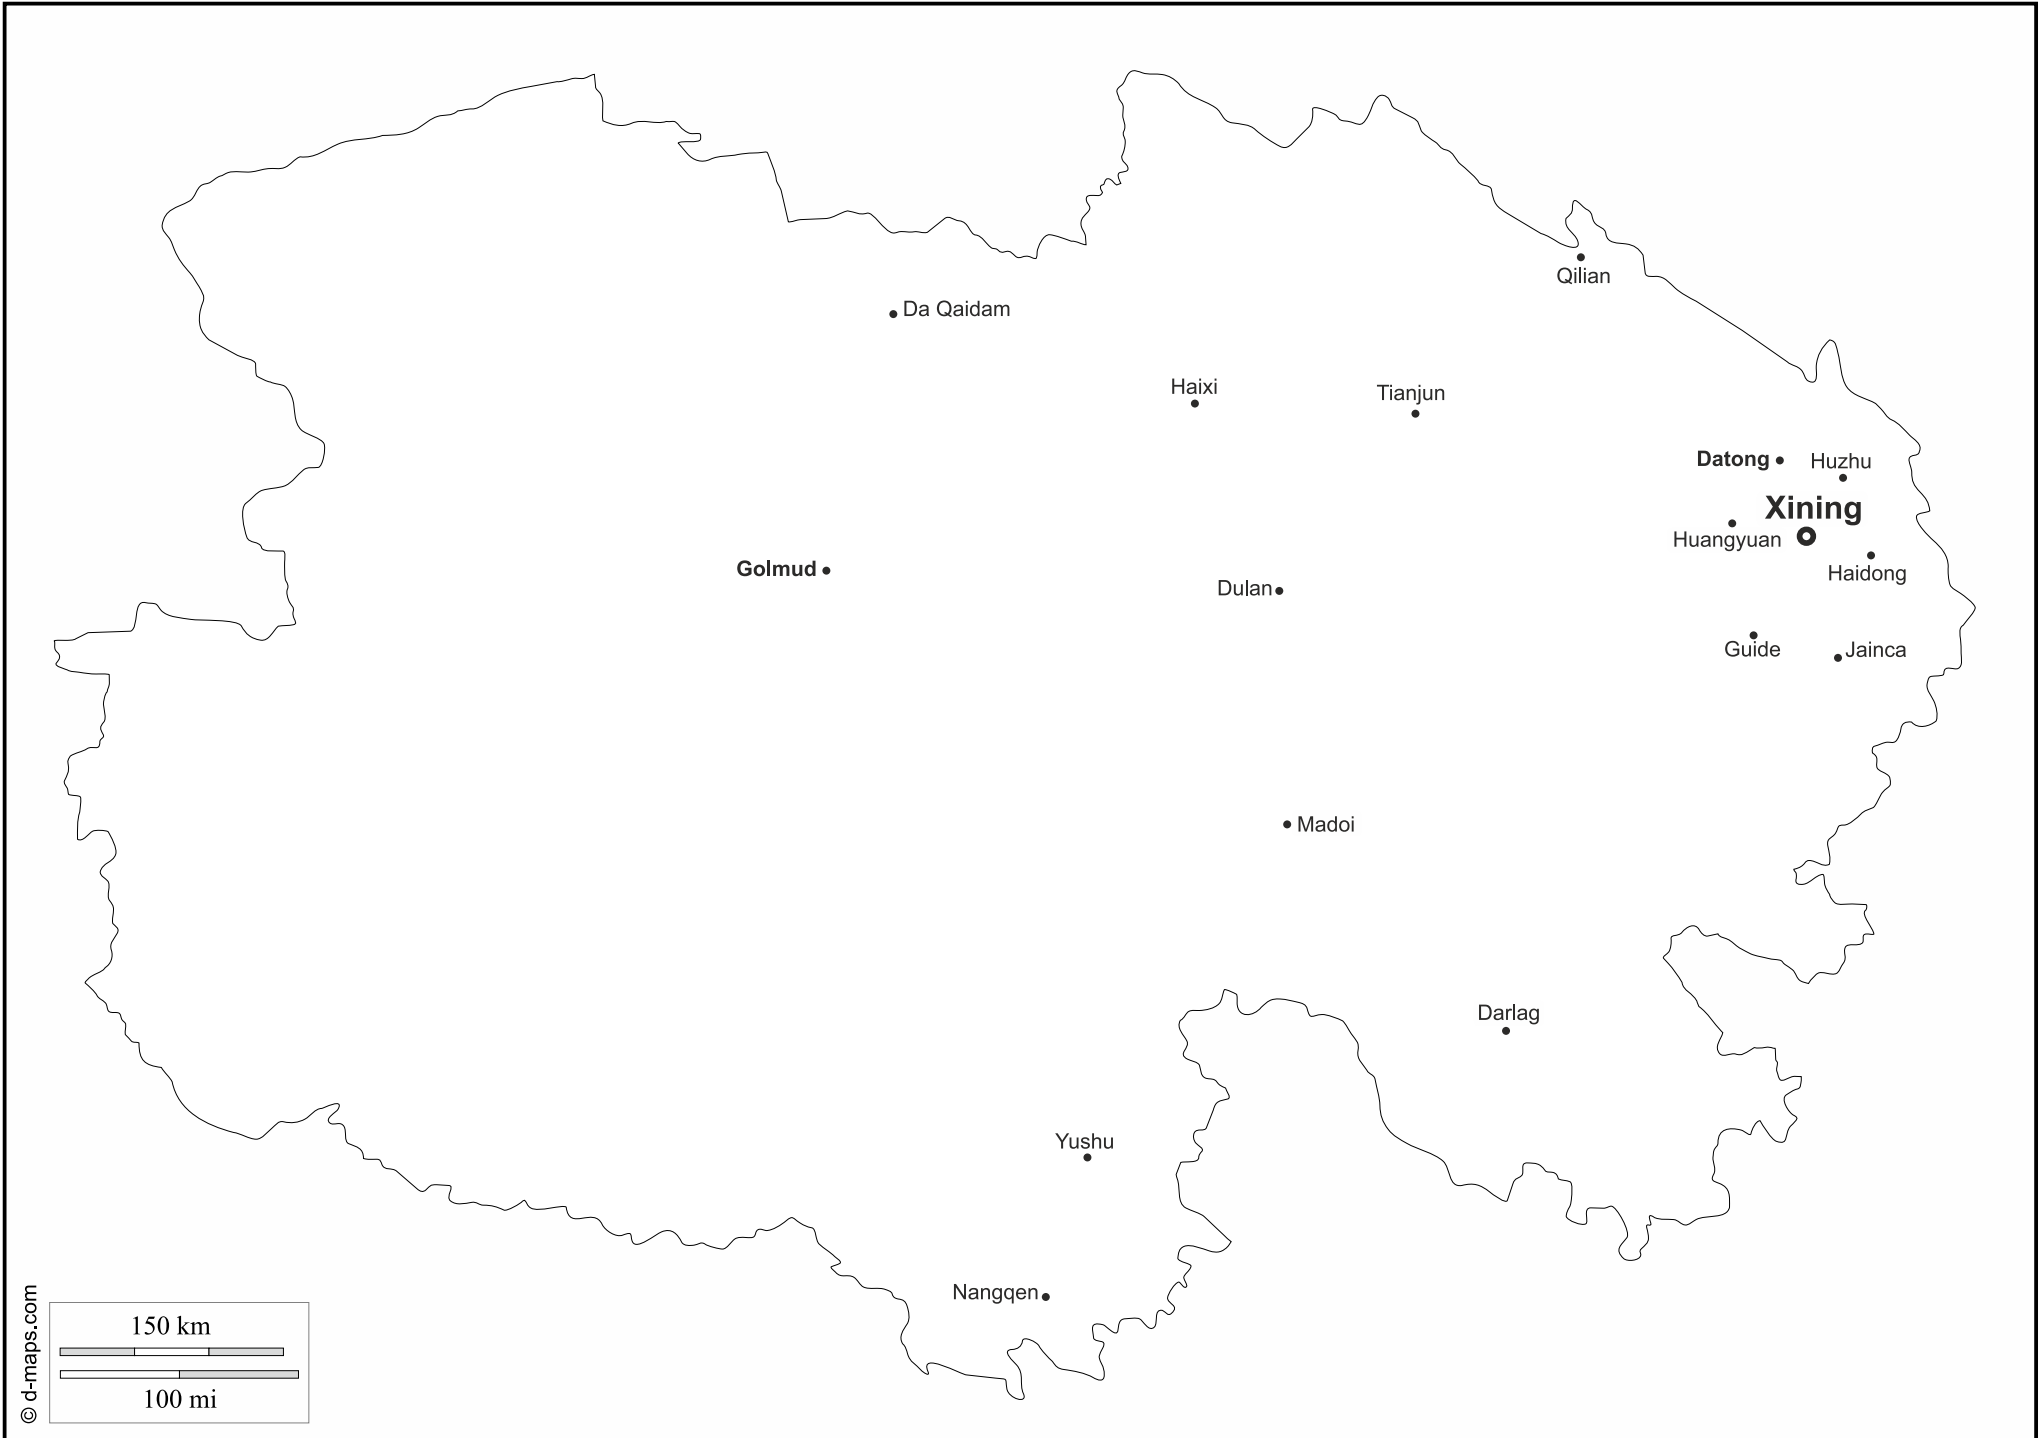 Qilian
Da Qaidam
Haixi
Tianjun
Datong
Huzhu
Xining
Huangyuan
Haidong
Golmud
Dulan
Guide
Jainca
Madoi
Darlag
Yushu
Nangqen
150 km
100 mi
© d-maps.com